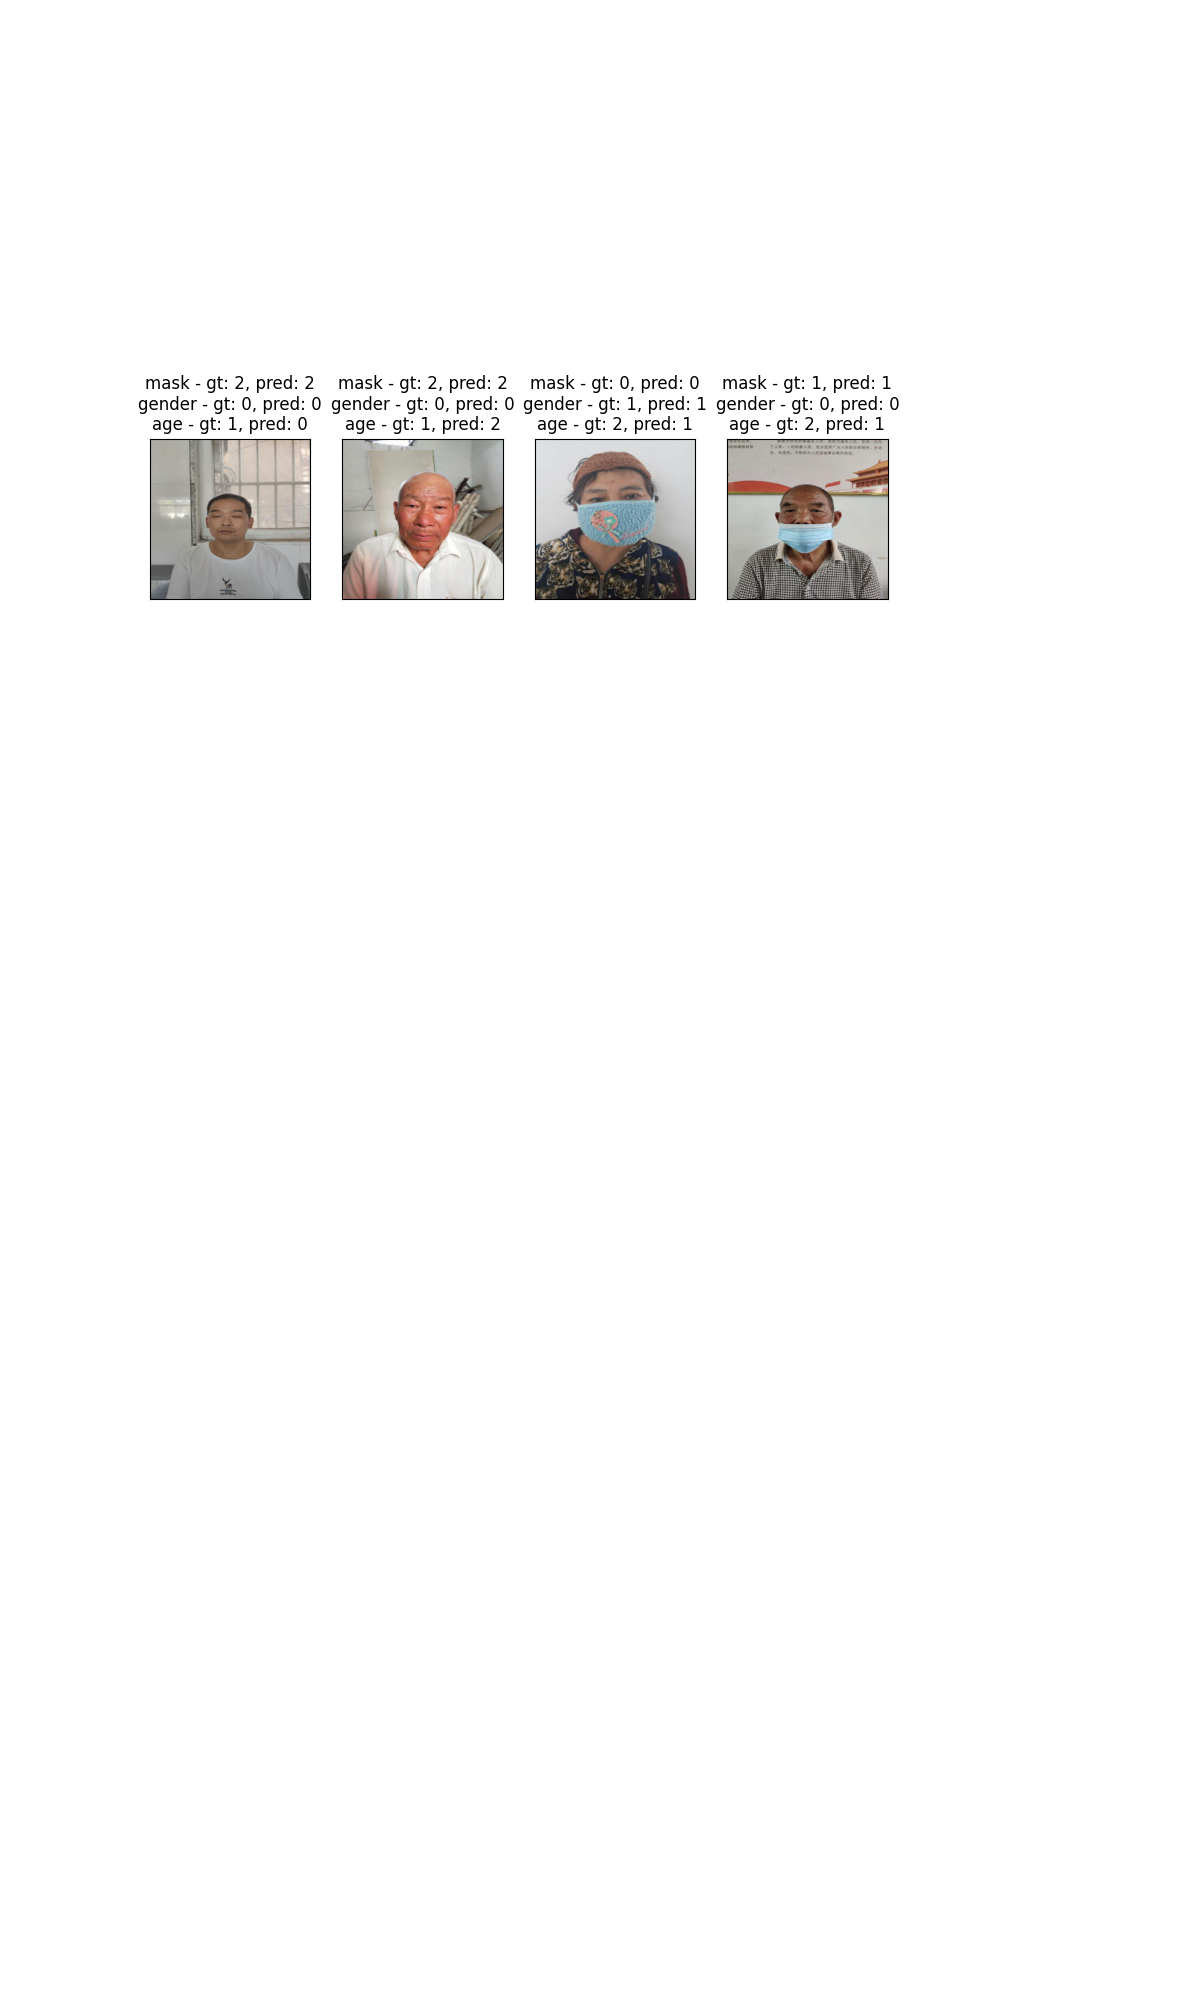 mask - gt: 2, pred: 2
gender - gt: 0, pred: 0
age - gt: 1, pred: 0
mask - gt: 2, pred: 2
gender - gt: 0, pred: 0
age - gt: 1, pred: 2
mask - gt: 0, pred: 0
gender - gt: 1, pred: 1
age - gt: 2, pred: 1
mask - gt: 1, pred: 1
gender - gt: 0, pred: 0
age - gt: 2, pred: 1